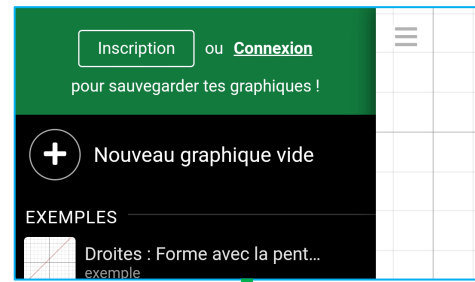 Inscription ou Connexion
pour sauvegarder tes graphiques !
Nouveau graphique vide
EXEMPLES
Droites : Forme avec la pent...
exemple